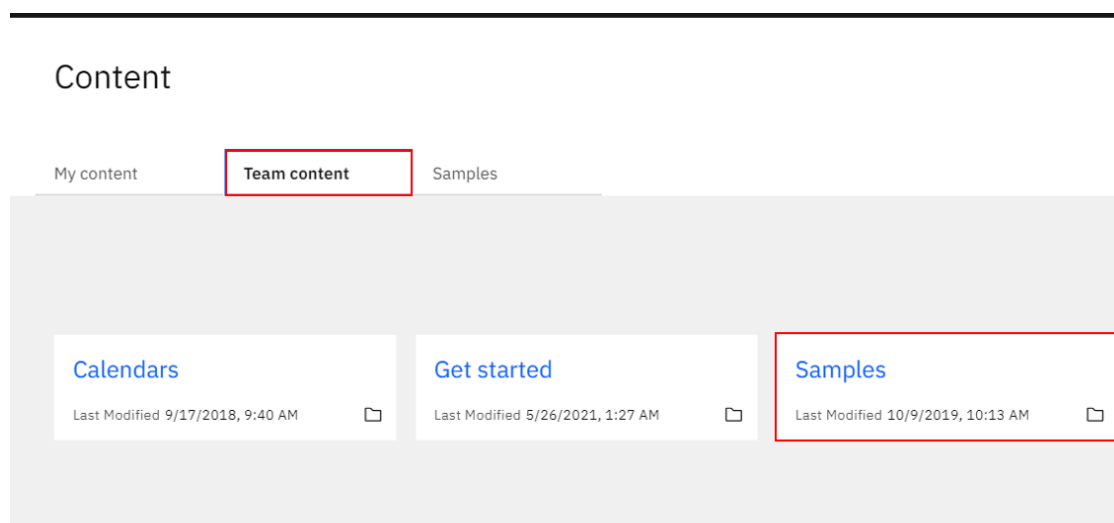 Content
My content Team content Samples
Calendars Get started Samples
Last Modified 9/17/2018, 9:40 AM Last Modified 5/26/2021, 1:27 AM Last Modified 10/9/2019, 10:13 AM